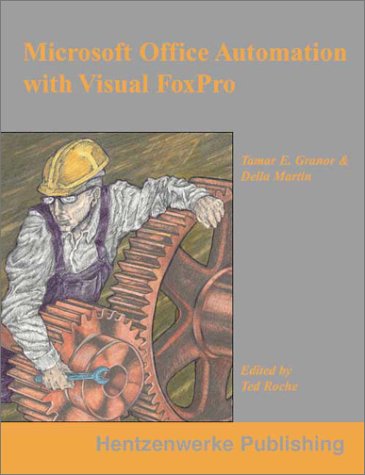 Microsoft Office Automation
with Visual FoxPro
Tamar E. Granor &
Della Martin
Edited by
Ted Roche
Hentzenwerke Publishing